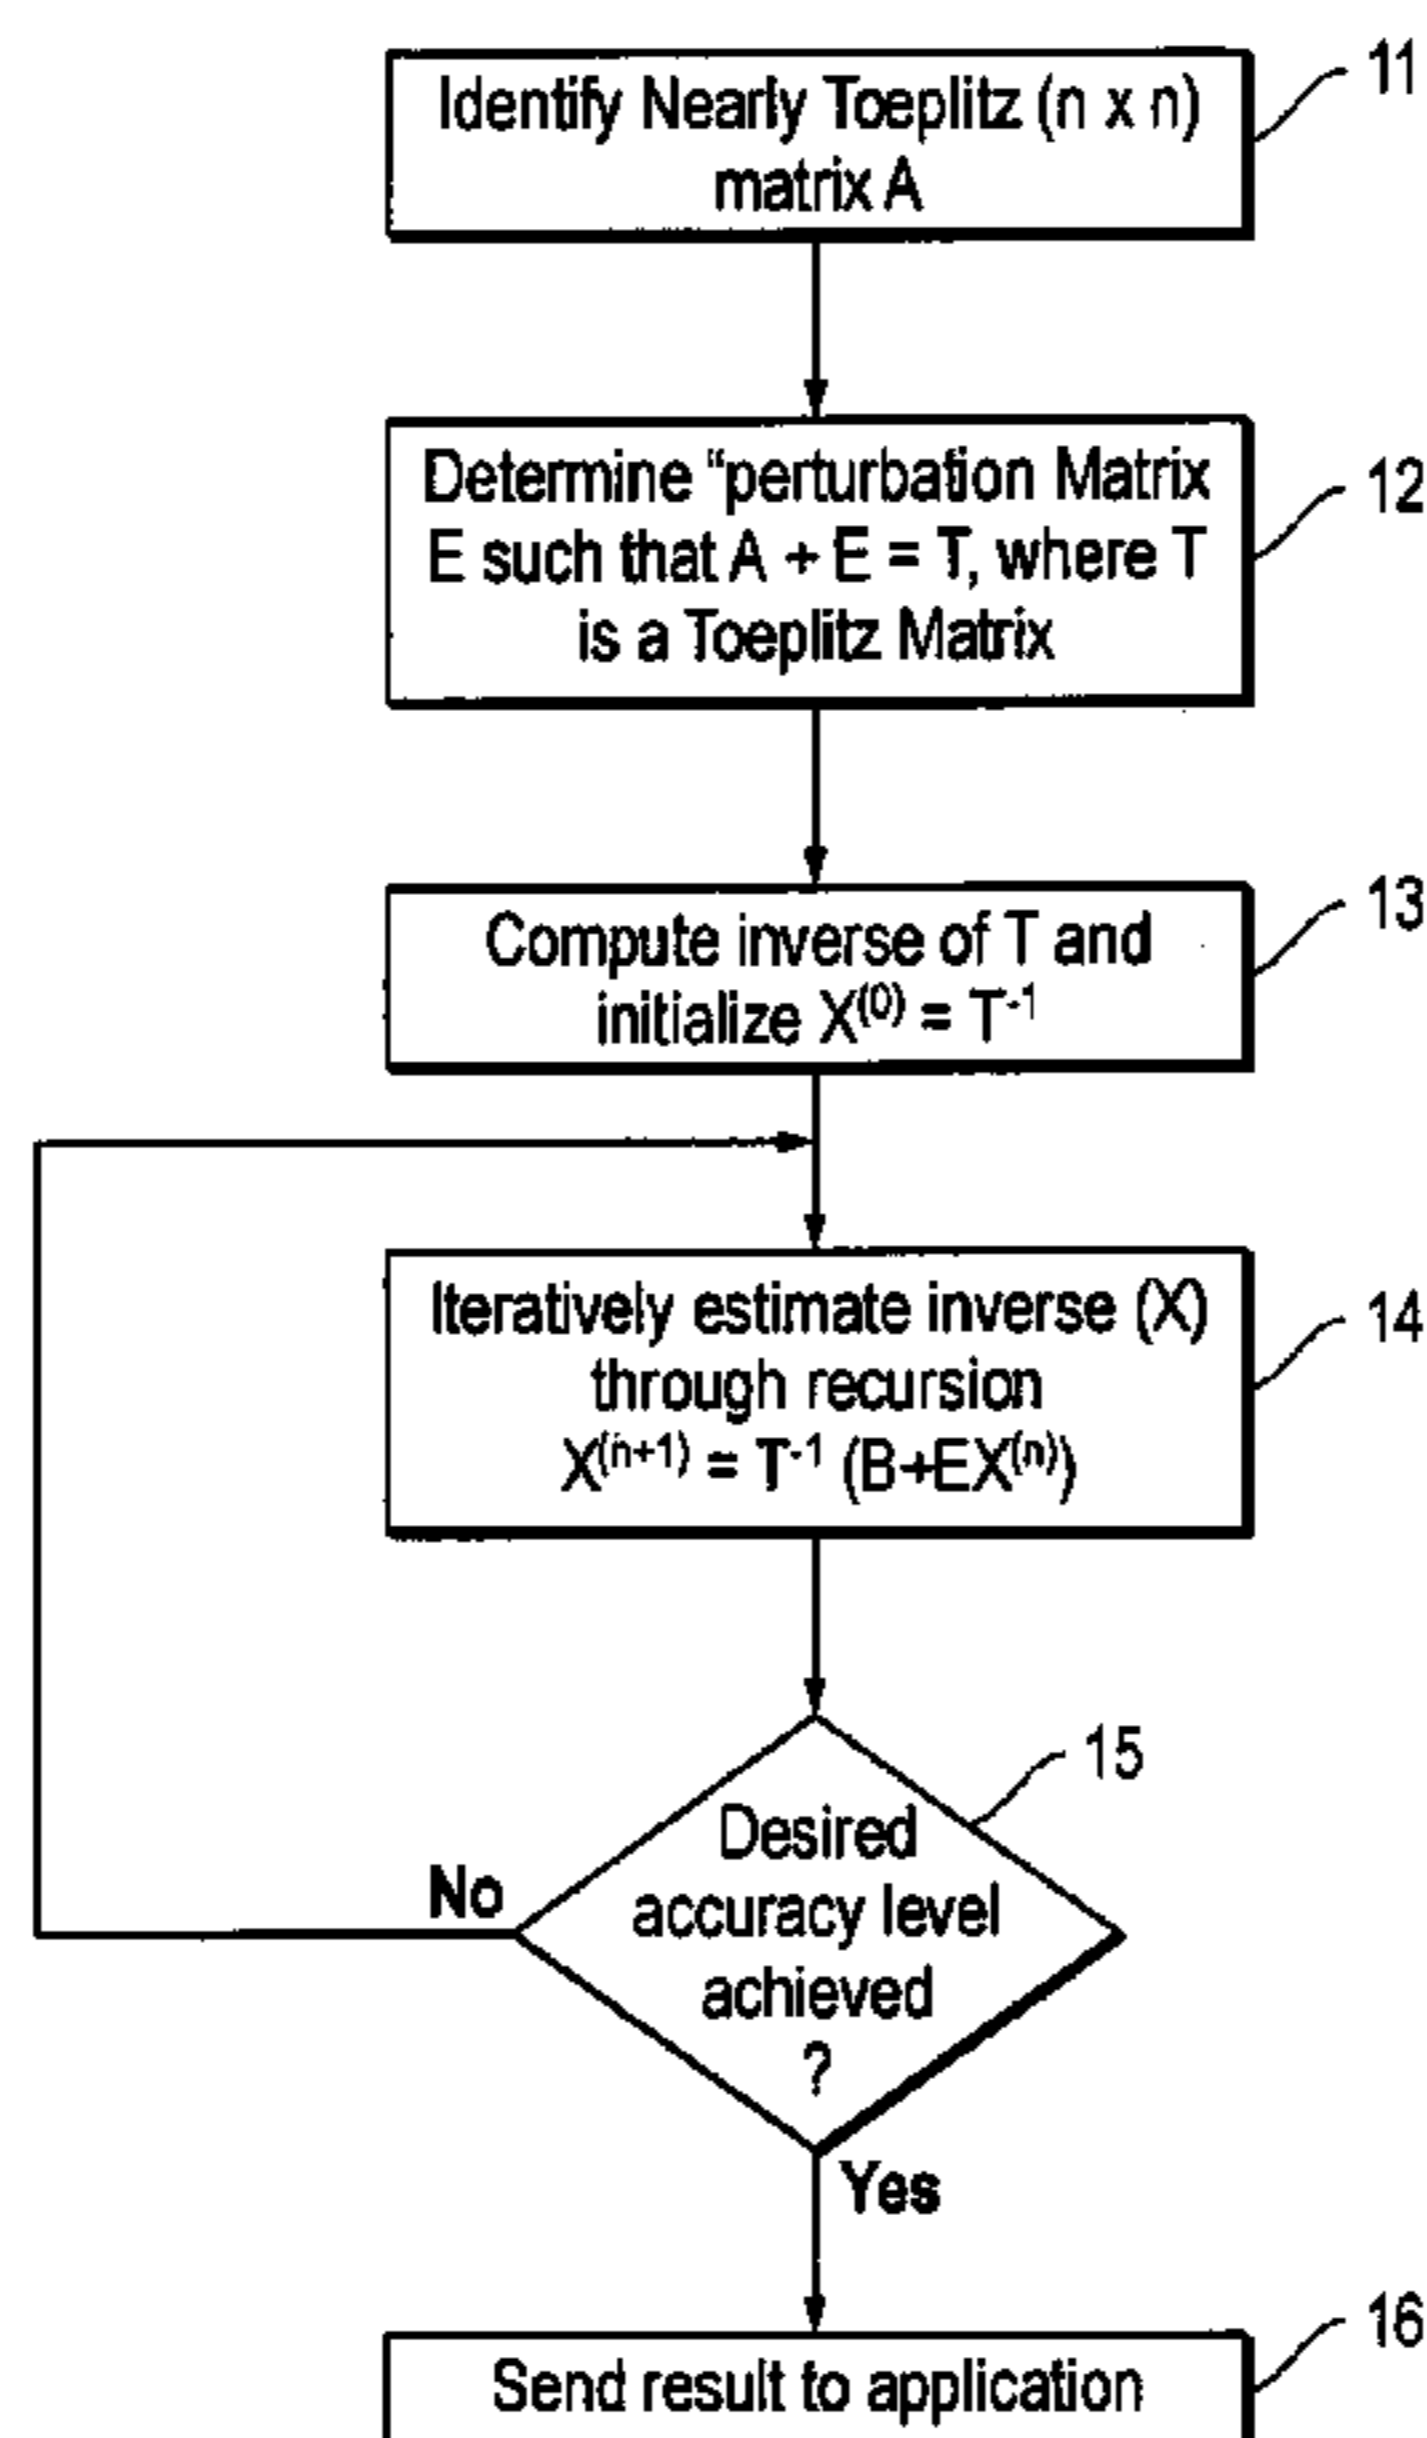 Identify Nearly Toeplitz (n x n)
matrix A
11
Determine “perturbation Matrix
E such that A + E = T, where T
is a Toeplitz Matrix
12
Compute inverse of T and
initialize X⁽⁰⁾ = T⁻¹
13
Iteratively estimate inverse (X)
through recursion
X⁽ⁿ⁺¹⁾ = T⁻¹ (B+EX⁽ⁿ⁾)
14
Desired
accuracy level
achieved
?
15
No
Yes
Send result to application
16